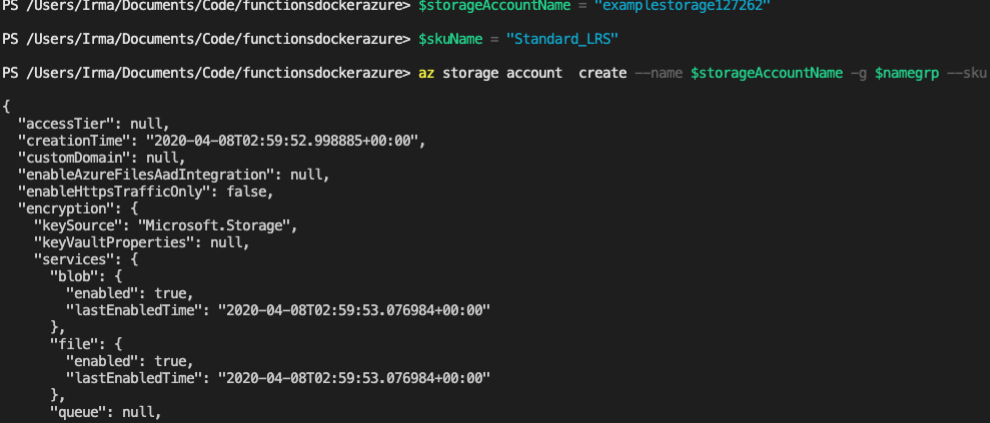 PS /Users/Irma/Documents/Code/functionsdockerazure> $storageAccountName = "examplestorage127262"
PS /Users/Irma/Documents/Code/functionsdockerazure> $skuName = "Standard_LRS"
PS /Users/Irma/Documents/Code/functionsdockerazure> az storage account  create --name $storageAccountName -g $namegrp --sku
{
  "accessTier": null,
  "creationTime": "2020-04-08T02:59:52.998885+00:00",
  "customDomain": null,
  "enableAzureFilesAadIntegration": null,
  "enableHttpsTrafficOnly": false,
  "encryption": {
    "keySource": "Microsoft.Storage",
    "keyVaultProperties": null,
    "services": {
      "blob": {
        "enabled": true,
        "lastEnabledTime": "2020-04-08T02:59:53.076984+00:00"
      },
      "file": {
        "enabled": true,
        "lastEnabledTime": "2020-04-08T02:59:53.076984+00:00"
      },
      "queue": null,